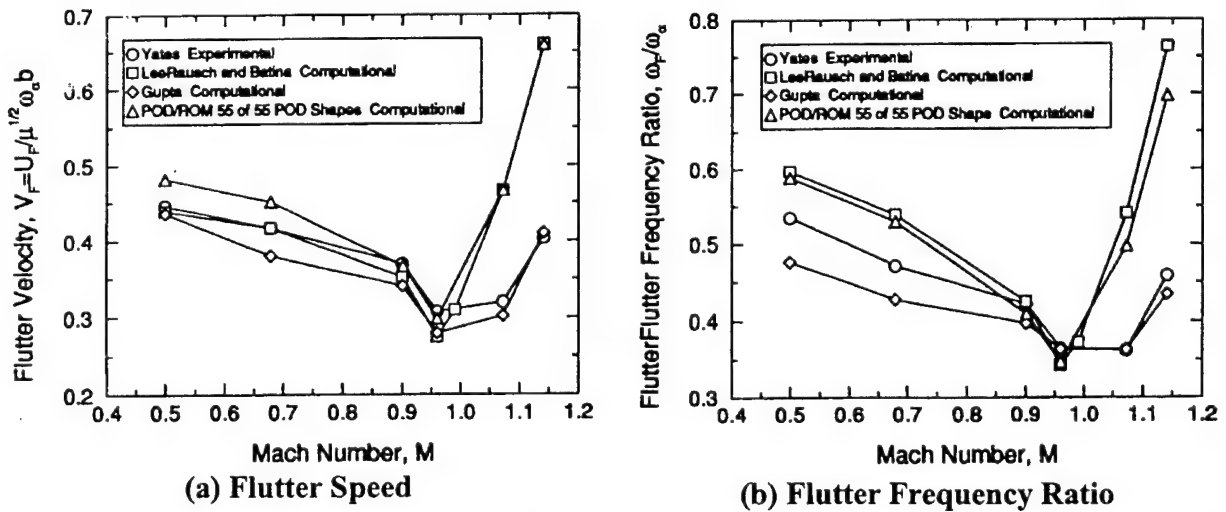 Flutter Velocity, V_F=U_F/μ^1/2 ω_α b
0.7
0.6
0.5
0.4
0.3
0.2
Yates Experimental
LeeRausch and Batina Computational
Gupta Computational
POD/ROM 55 of 55 POD Shapes Computational
0.4 0.5 0.6 0.7 0.8 0.9 1.0 1.1 1.2
Mach Number, M
(a) Flutter Speed
FlutterFlutter Frequency Ratio, ω_F/ω_α
0.8
0.7
0.6
0.5
0.4
0.3
Yates Experimental
LeeRausch and Batina Computational
Gupta Computational
POD/ROM 55 of 55 POD Shape Computational
0.4 0.5 0.6 0.7 0.8 0.9 1.0 1.1 1.2
Mach Number, M
(b) Flutter Frequency Ratio